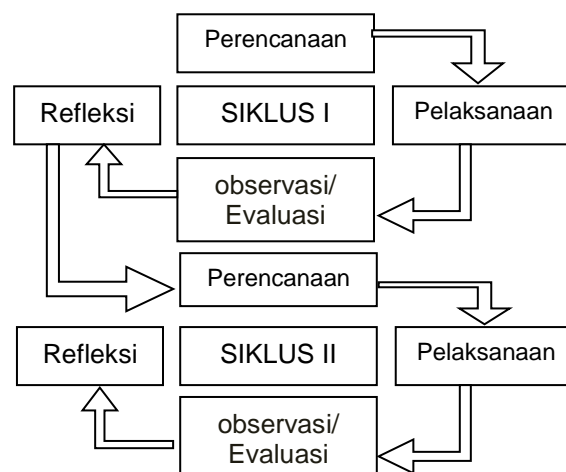 Perencanaan
Refleksi
SIKLUS I
Pelaksanaan
observasi/
Evaluasi
Perencanaan
Refleksi
SIKLUS II
Pelaksanaan
observasi/
Evaluasi